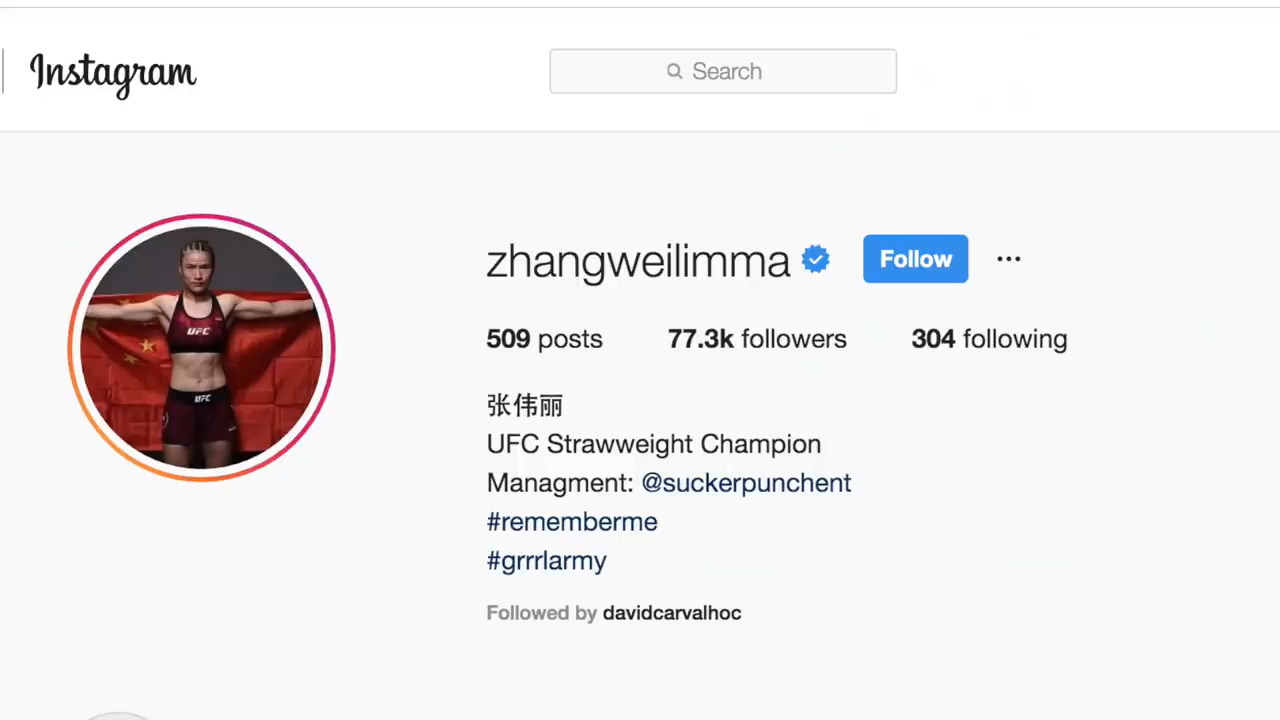 Instagram
Search
zhangweilimma
Follow
509 posts 77.3k followers 304 following
张伟丽
UFC Strawweight Champion
Managment: @suckerpunchent
#rememberme
#grrrlarmy
Followed by davidcarvalhoc
UFC
UFC